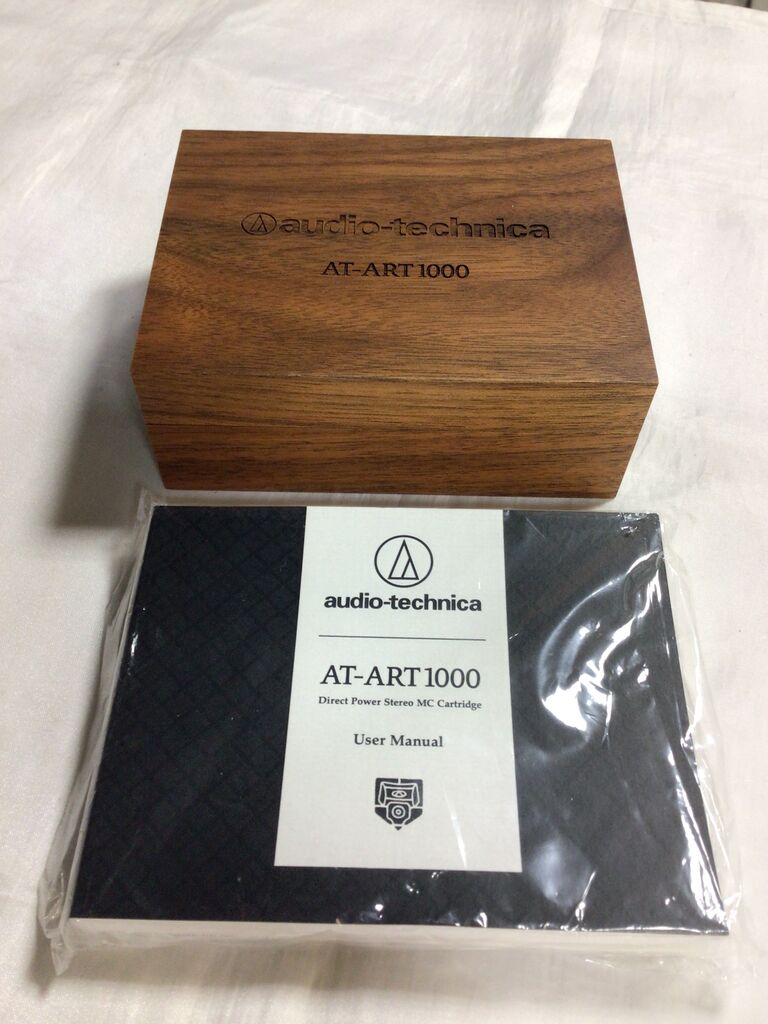 audio-technica
AT-ART1000
audio-technica
AT-ART1000
Direct Power Stereo MC Cartridge
User Manual